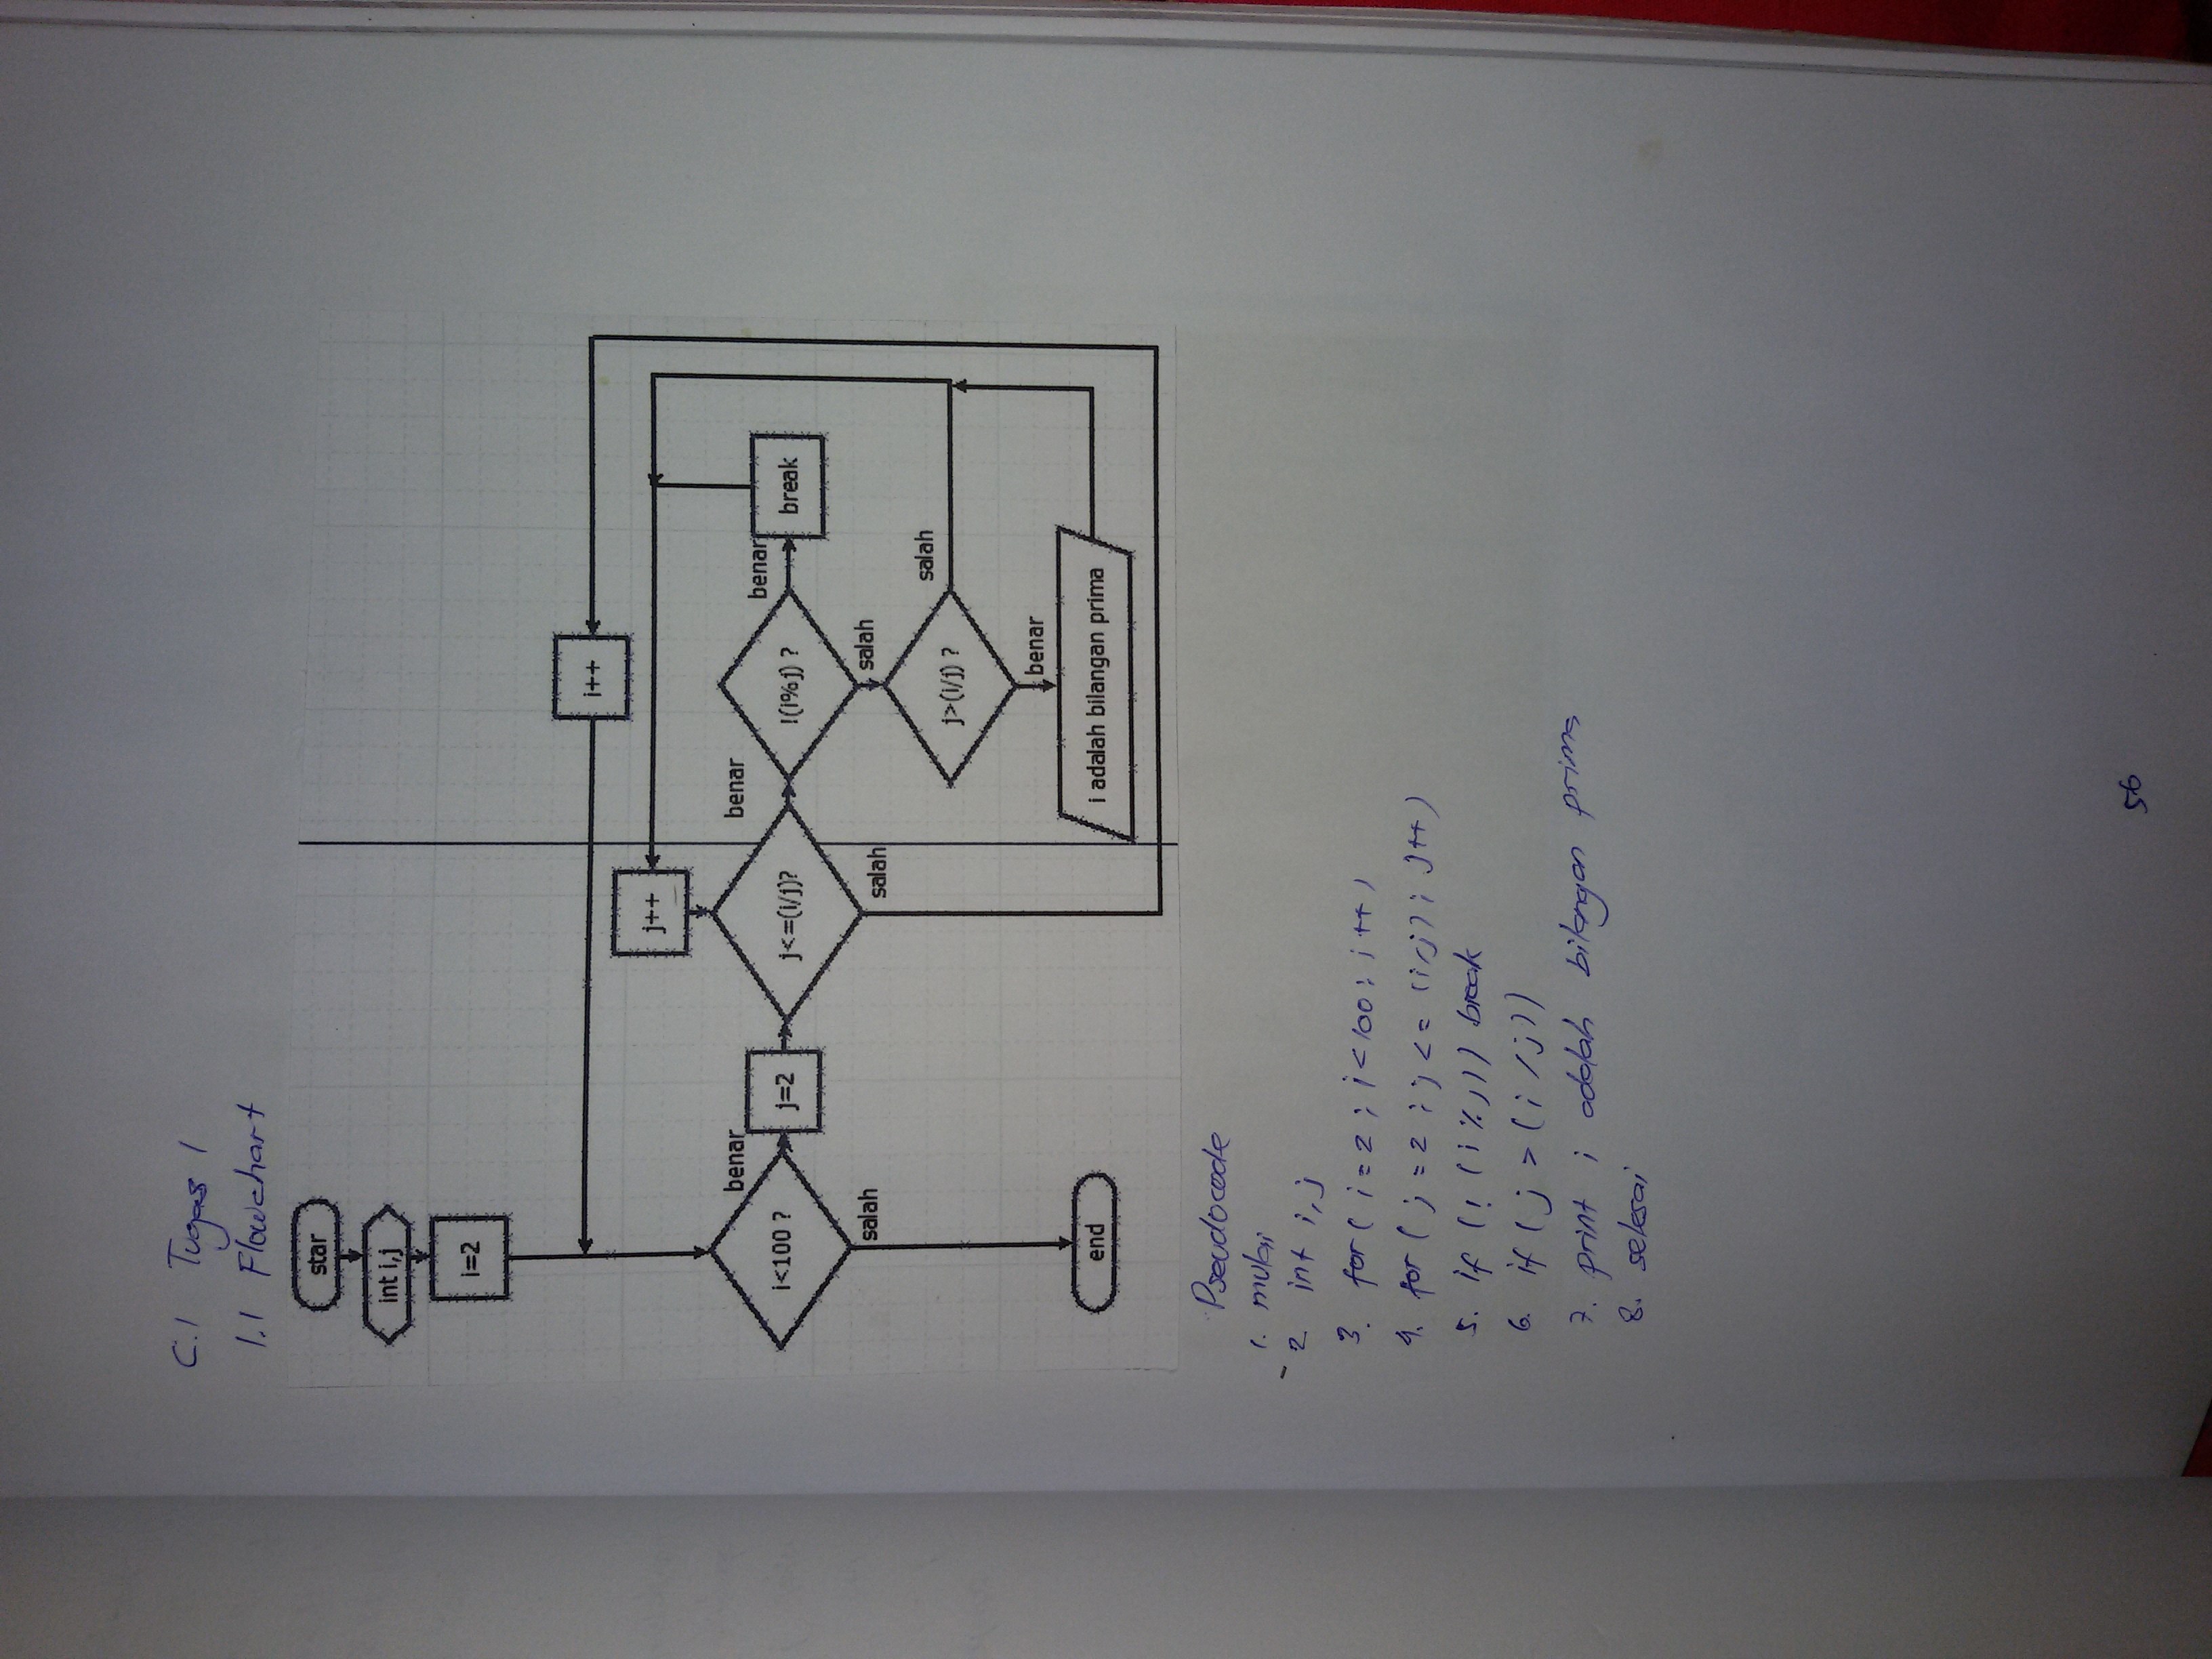 C.1 Tugas 1
1.1 Flowchart
star
int i,j
i=2
i++
j++
i<100 ?
benar
j=2
j<=(i/j)?
benar
!(i%j) ?
benar
break
salah
salah
salah
j>(i/j) ?
salah
benar
i adalah bilangan prima
end
Pseudocode
1. mulai
2 int i, j
3. for ( i = 2 ; i < 100 ; i ++ )
4. for ( j = 2 ; j <= (i/j) ; j++ )
5. if (! (i % j)) break
6. if ( j > ( i / j ))
7. print i adalah bilangan prima
8. selesai
56